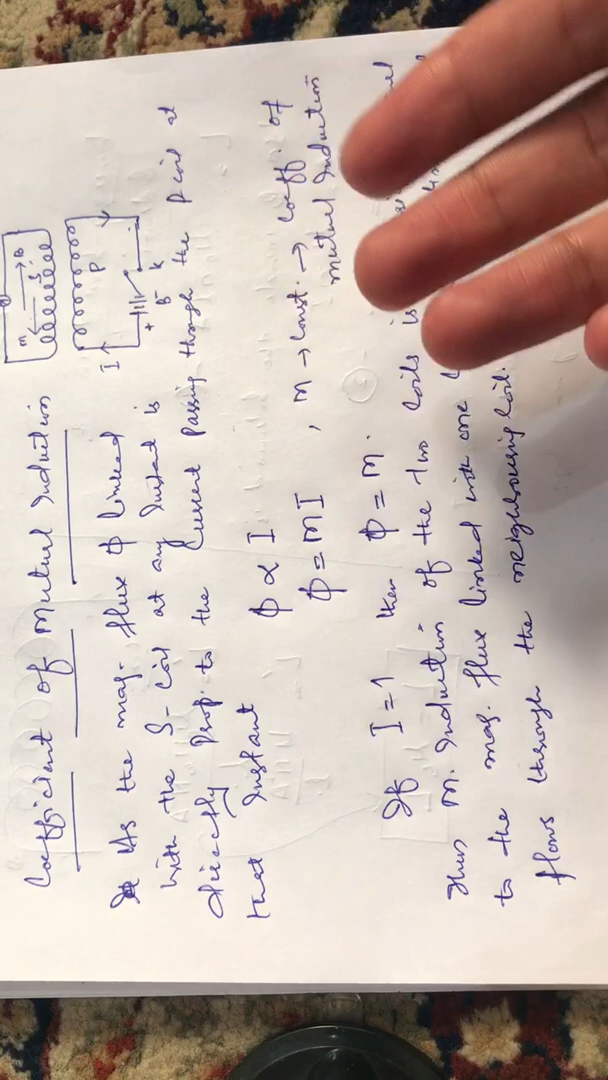 Coefficient of Mutual Induction
As the mag. flux ϕ linked
with the S-coil at any instant is
directly prop. to the current passing through the P coil at
that instant
ϕ ∝ I
ϕ = MI , M → const. → coeff. of
mutual induction
If I = 1 then ϕ = M.
Thus M. Induction of the two coils is
to the mag. flux linked with one
flows through the neighbouring coil.
m
S
B
I
P
+
B
-
K